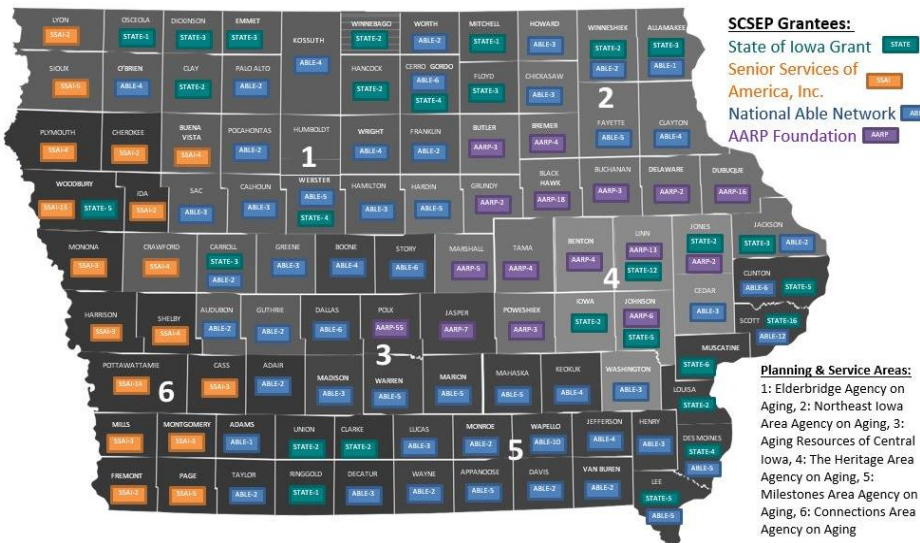 LYON
SSAI-2
OSCEOLA
STATE-1
DICKINSON
STATE-3
EMMET
STATE-3
KOSSUTH
ABLE-4
WINNEBAGO
STATE-2
WORTH
ABLE-2
MITCHELL
STATE-1
HOWARD
ABLE-3
WINNESHIEK
STATE-2
ABLE-2
ALLAMAKEE
STATE-3
ABLE-1
SIOUX
SSAI-5
O'BRIEN
ABLE-4
CLAY
STATE-2
PALO ALTO
ABLE-2
HANCOCK
STATE-2
CERRO GORDO
ABLE-6
STATE-4
FLOYD
STATE-3
CHICKASAW
ABLE-3
2
FAYETTE
ABLE-5
CLAYTON
ABLE-4
PLYMOUTH
SSAI-4
CHEROKEE
SSAI-2
BUENA
VISTA
SSAI-4
POCAHONTAS
ABLE-2
HUMBOLDT
1
WRIGHT
ABLE-4
FRANKLIN
ABLE-2
BUTLER
AARP-3
BREMER
AARP-4
WOODBURY
STATE- 5
IDA
SSAI-2
SAC
ABLE-3
CALHOUN
ABLE-3
WEBSTER
ABLE-5
STATE- 4
HAMILTON
ABLE-3
HARDIN
ABLE-5
GRUNDY
AARP-2
BLACK
HAWK
AARP-18
BUCHANAN
AARP-3
DELAWARE
AARP-2
DUBUQUE
AARP-16
MONONA
SSAI-3
CRAWFORD
SSAI-4
CARROLL
STATE- 3
ABLE-2
GREENE
ABLE-3
BOONE
ABLE-4
STORY
ABLE-6
MARSHALL
AARP-5
TAMA
AARP-4
BENTON
AARP-4
LINN
AARP-13
STATE-12
4
JONES
STATE-2
AARP-2
JACKSON
STATE-3
ABLE-2
CLINTON
ABLE-6
STATE-5
CEDAR
ABLE-3
SCOTT
STATE-16
ABLE-12
HARRISON
SSAI-3
SHELBY
SSAI-4
AUDUBON
ABLE-2
GUTHRIE
ABLE-2
DALLAS
ABLE-6
POLK
AARP-55
3
JASPER
AARP-7
POWESHIEK
AARP-3
IOWA
STATE-2
JOHNSON
AARP-6
STATE-5
MUSCATINE
STATE-6
POTTAWATTAMIE
SSAI-14
6
CASS
SSAI-3
ADAIR
ABLE-2
MADISON
ABLE-3
WARREN
ABLE-5
MARION
ABLE-5
MAHASKA
ABLE-5
KEOKUK
ABLE-4
WASHINGTON
ABLE-3
LOUISA
STATE-2
MILLS
SSAI-3
MONTGOMERY
SSAI-3
ADAMS
ABLE-1
UNION
STATE-2
CLARKE
STATE-2
LUCAS
ABLE-3
MONROE
ABLE-2
5
WAPELLO
ABLE-10
JEFFERSON
ABLE-4
HENRY
ABLE-3
DES MOINES
STATE-4
ABLE-5
FREMONT
SSAI-2
PAGE
SSAI-5
TAYLOR
ABLE-2
RINGGOLD
STATE-1
DECATUR
ABLE-3
WAYNE
ABLE-2
APPANOOSE
ABLE-5
DAVIS
ABLE-2
VAN BUREN
ABLE-2
LEE
STATE-5
ABLE-5
SCSEP Grantees:
State of Iowa Grant STATE
Senior Services of
America, Inc. SSAI
National Able Network
AARP Foundation AARP
Planning & Service Areas:
1: Elderbridge Agency on
Aging, 2: Northeast Iowa
Area Agency on Aging, 3:
Aging Resources of Central
Iowa, 4: The Heritage Area
Agency on Aging, 5:
Milestones Area Agency on
Aging, 6: Connections Area
Agency on Aging